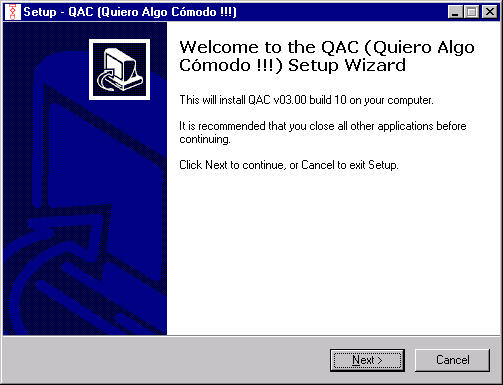 Setup - QAC (Quiero Algo Cómodo !!!)
Welcome to the QAC (Quiero Algo
Cómodo !!!) Setup Wizard
This will install QAC v03.00 build 10 on your computer.
It is recommended that you close all other applications before
continuing.
Click Next to continue, or Cancel to exit Setup.
Next >
Cancel